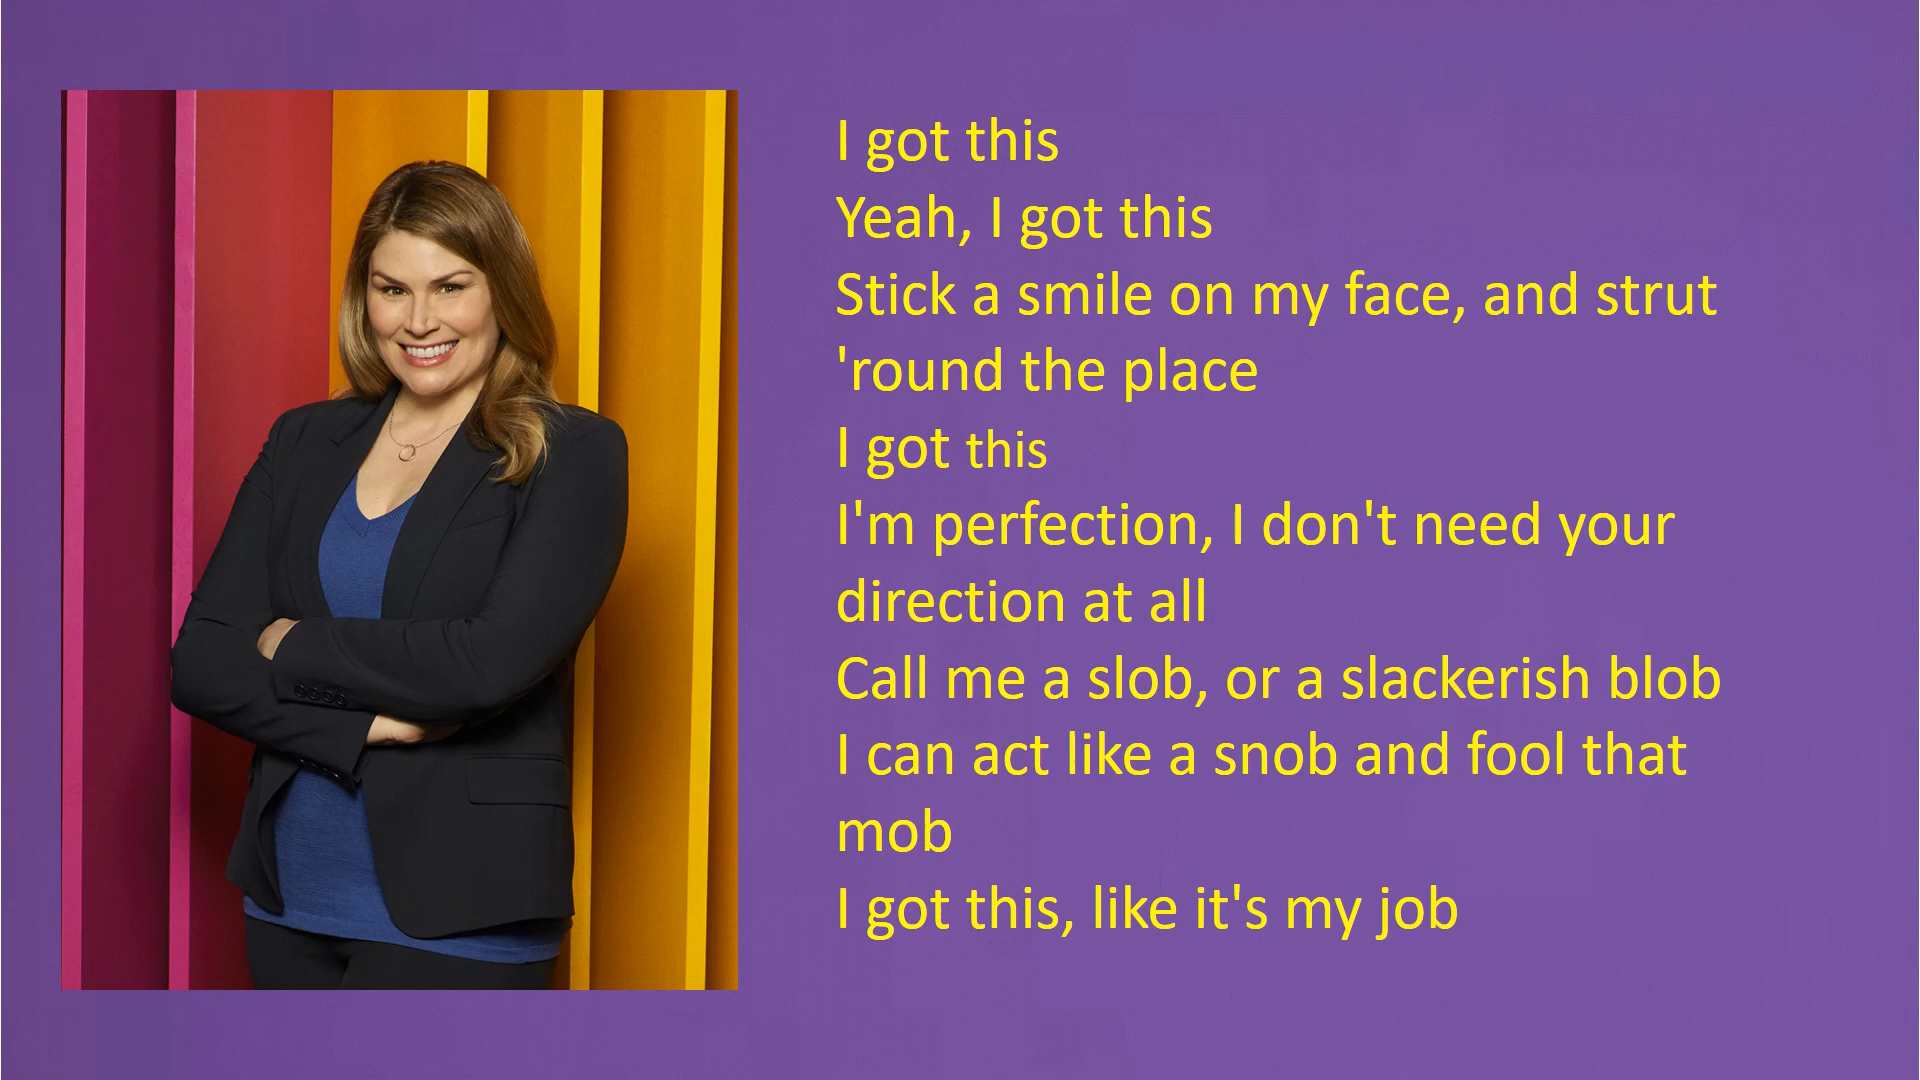 I got this
Yeah, I got this
Stick a smile on my face, and strut
'round the place
I got this
I'm perfection, I don't need your
direction at all
Call me a slob, or a slackerish blob
I can act like a snob and fool that
mob
I got this, like it's my job